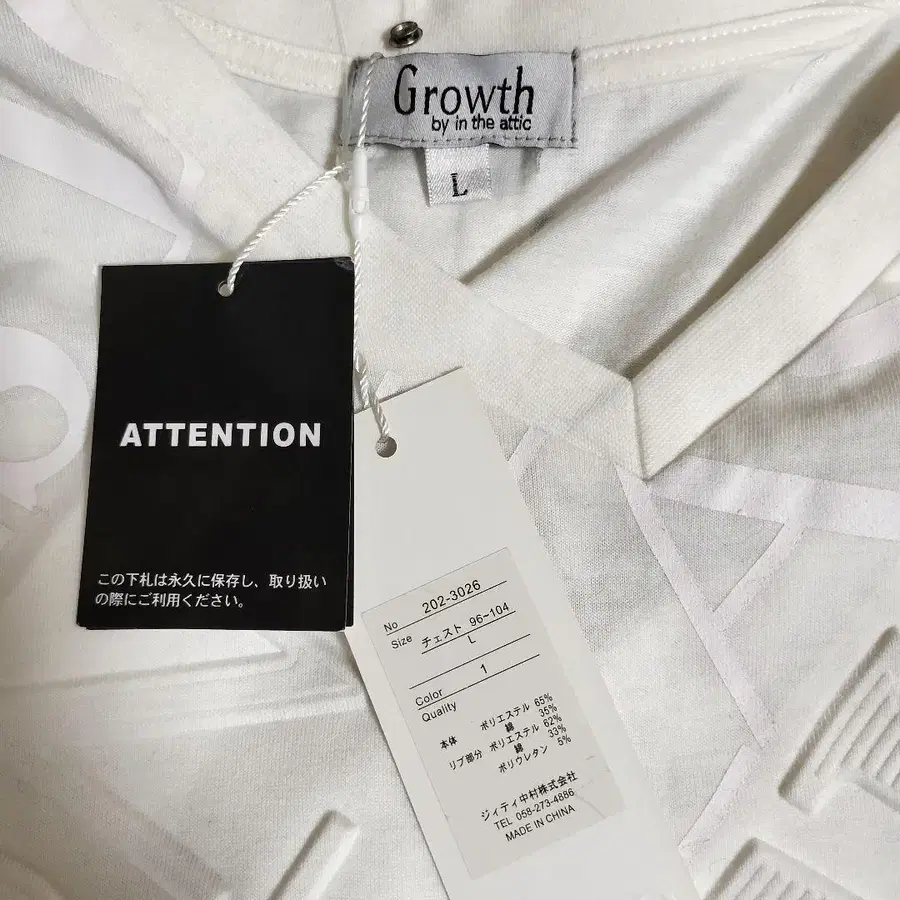 Growth
by in the attic
L
ATTENTION
この下札は永久に保存し、取り扱い
の際にご利用ください。
No 202-3026
Size チェスト 96~104
L
Color 1
Quality
本体 ポリエステル 65%
綿 35%
リブ部分 ポリエステル 62%
綿 33%
ポリウレタン 5%
ジィティ中村株式会社
TEL 058-273-4886
MADE IN CHINA